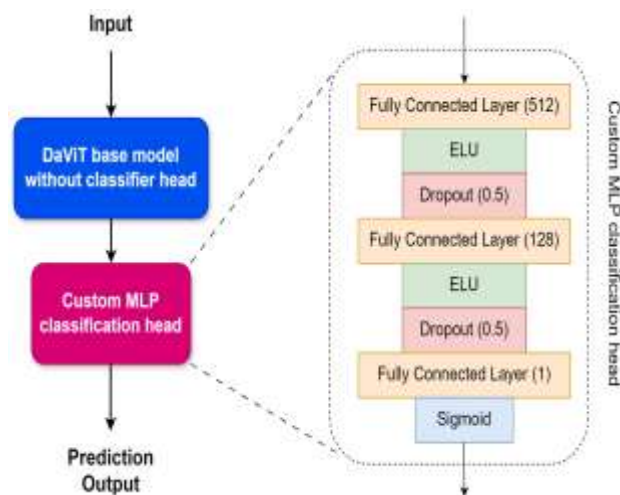 Input
DaViT base model
without classifier head
Custom MLP
classification head
Prediction
Output
Fully Connected Layer (512)
ELU
Dropout (0.5)
Fully Connected Layer (128)
ELU
Dropout (0.5)
Fully Connected Layer (1)
Sigmoid
Custom MLP classification head